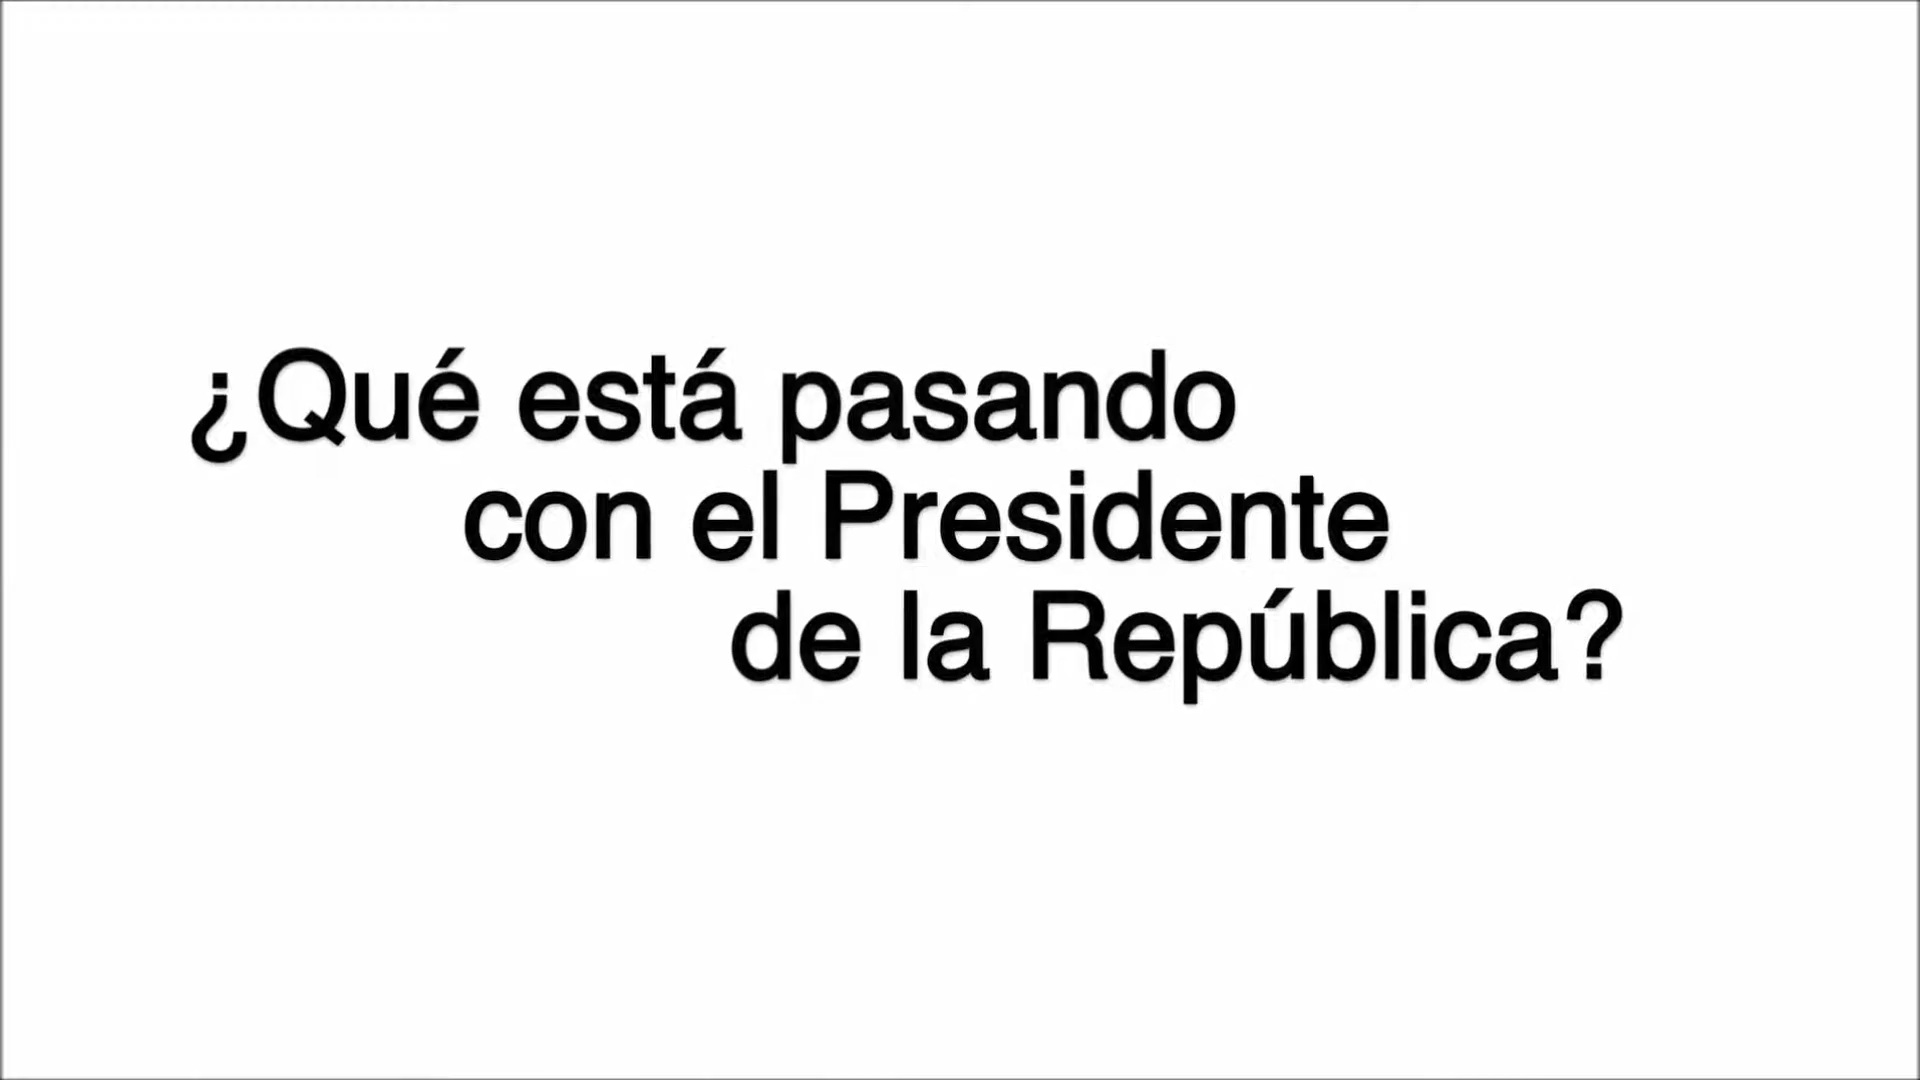 ¿Qué está pasando
con el Presidente
de la República?